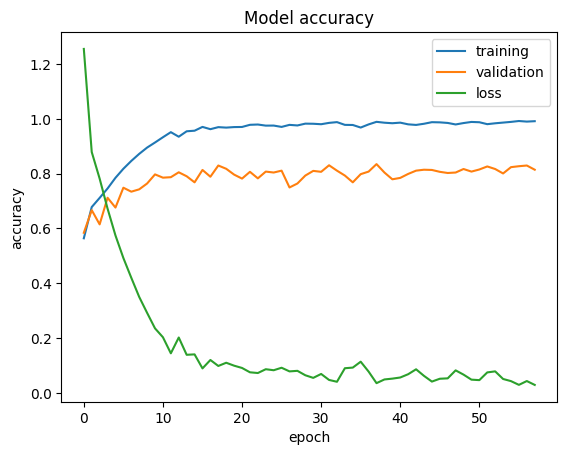 Model accuracy
training
validation
loss
accuracy
1.2
1.0
0.8
0.6
0.4
0.2
0.0
0 10 20 30 40 50
epoch